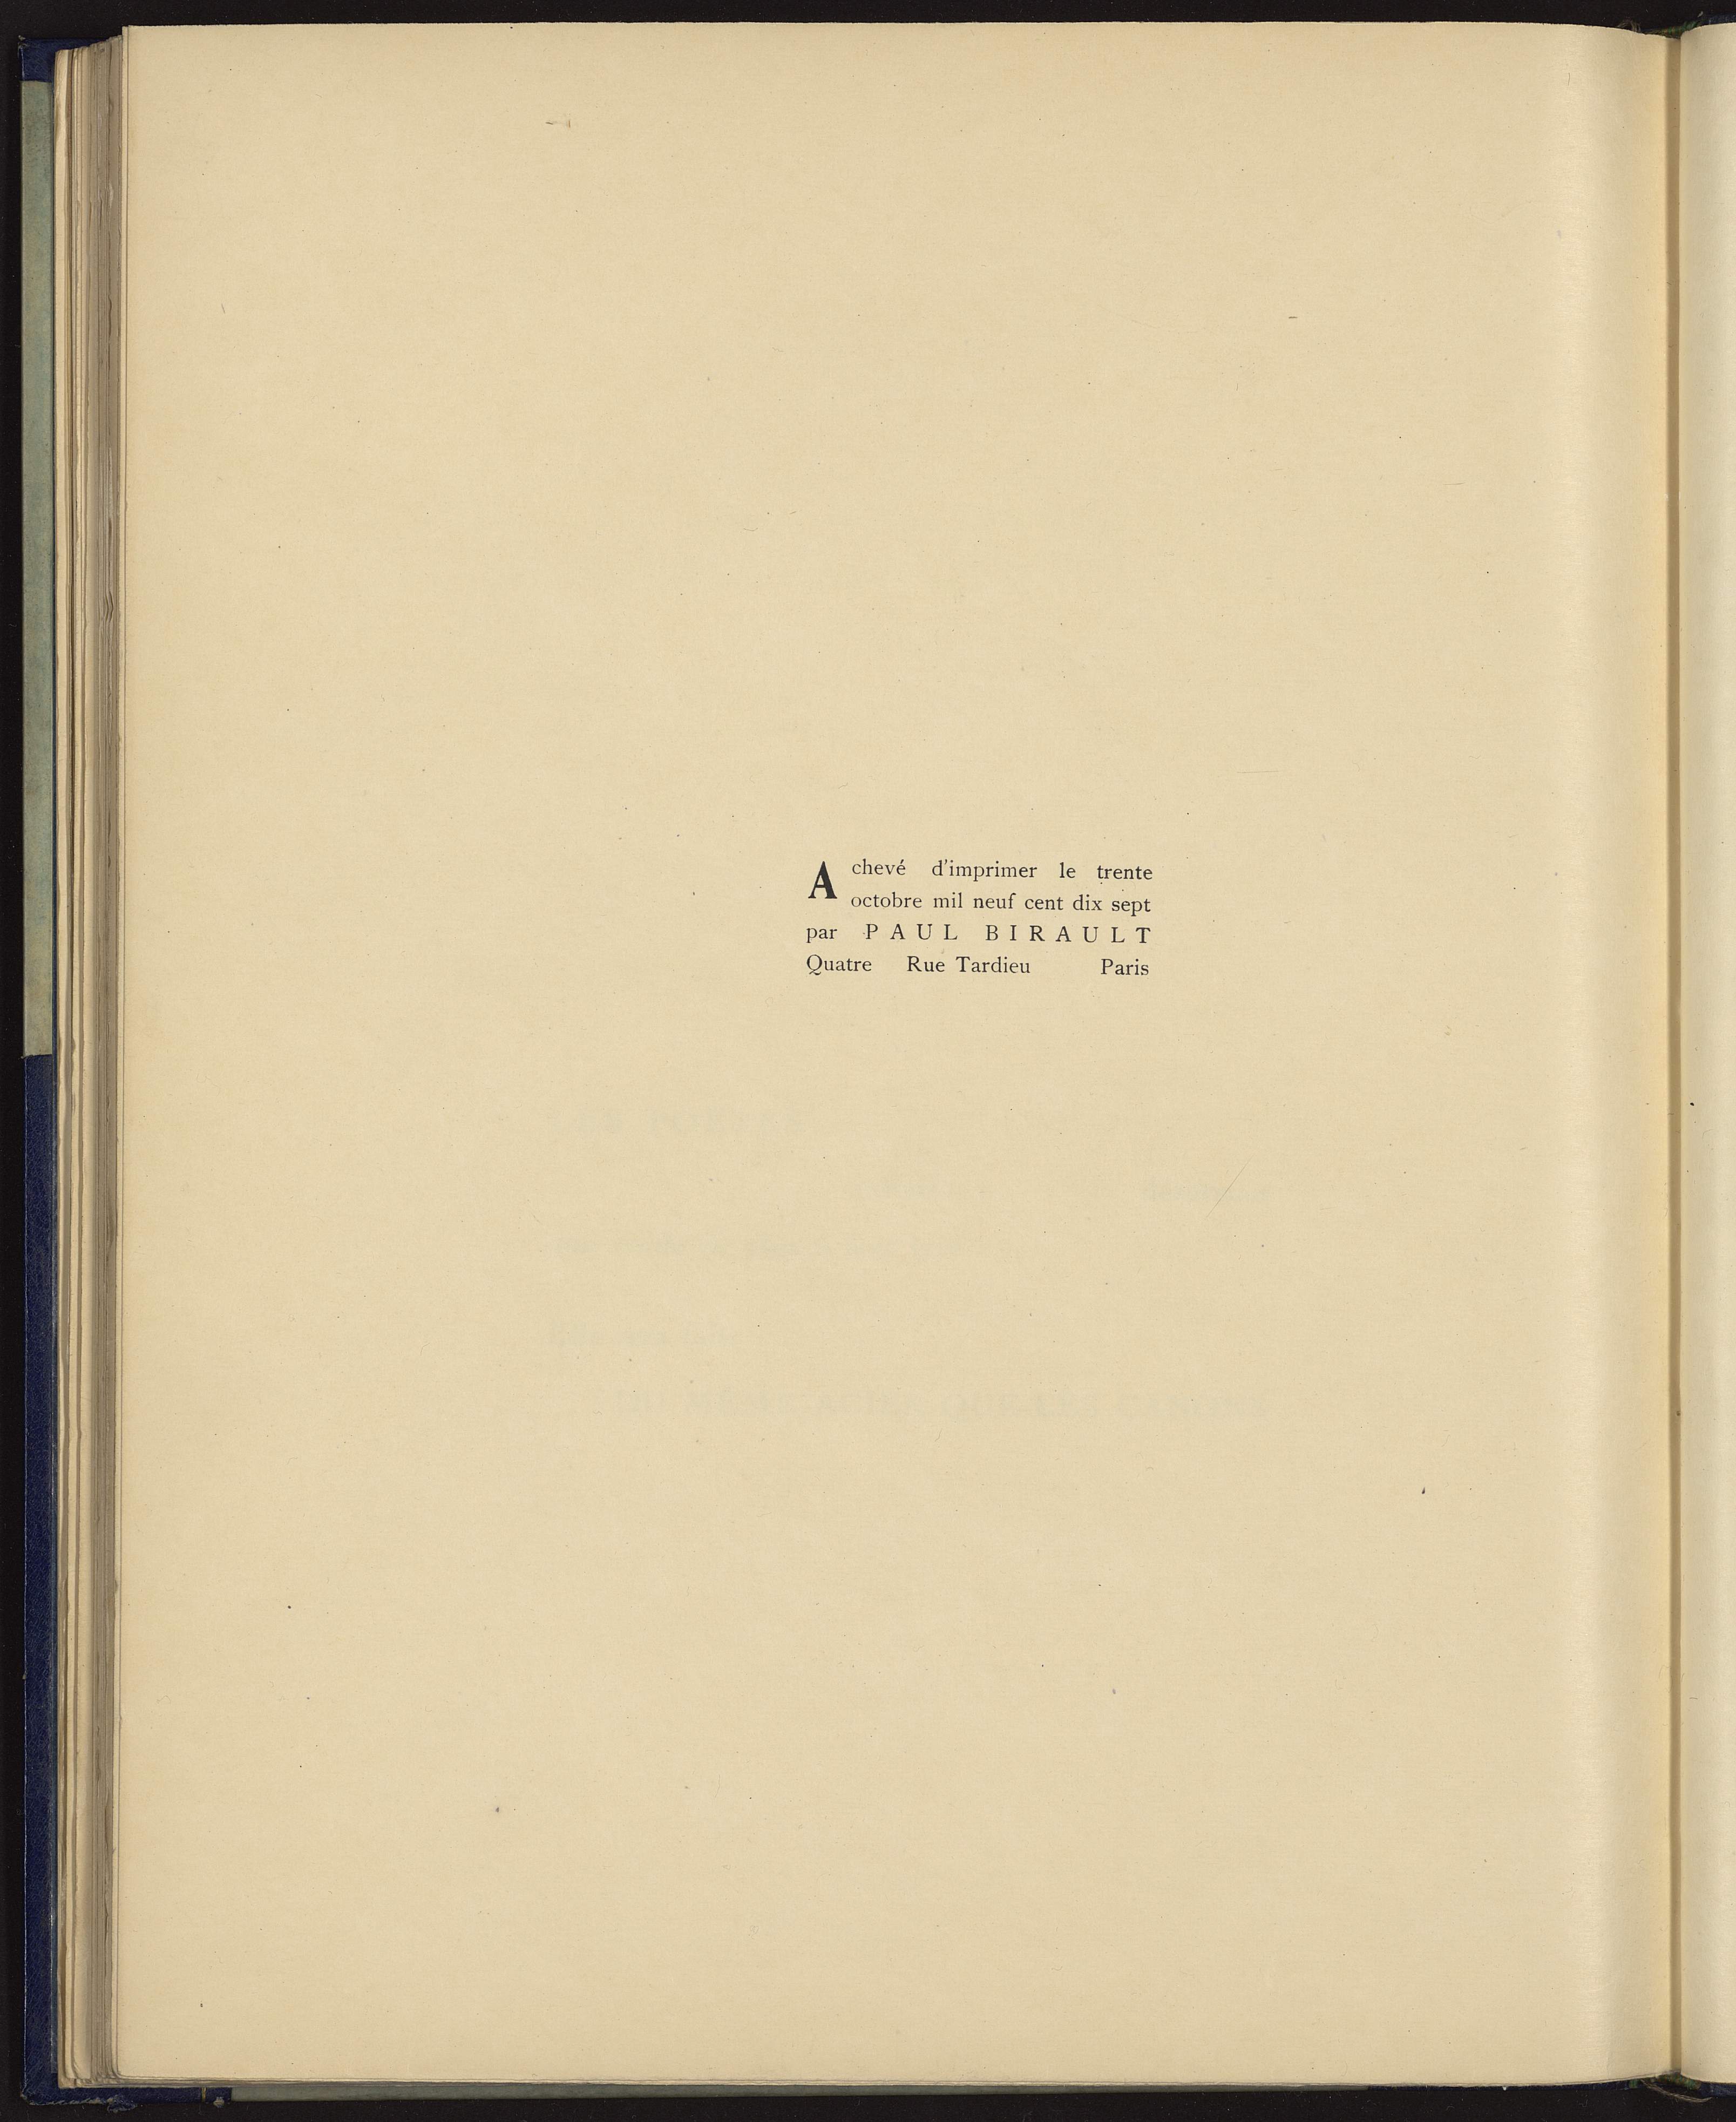 Achevé d'imprimer le trente
octobre mil neuf cent dix sept
par PAUL BIRAULT
Quatre Rue Tardieu Paris